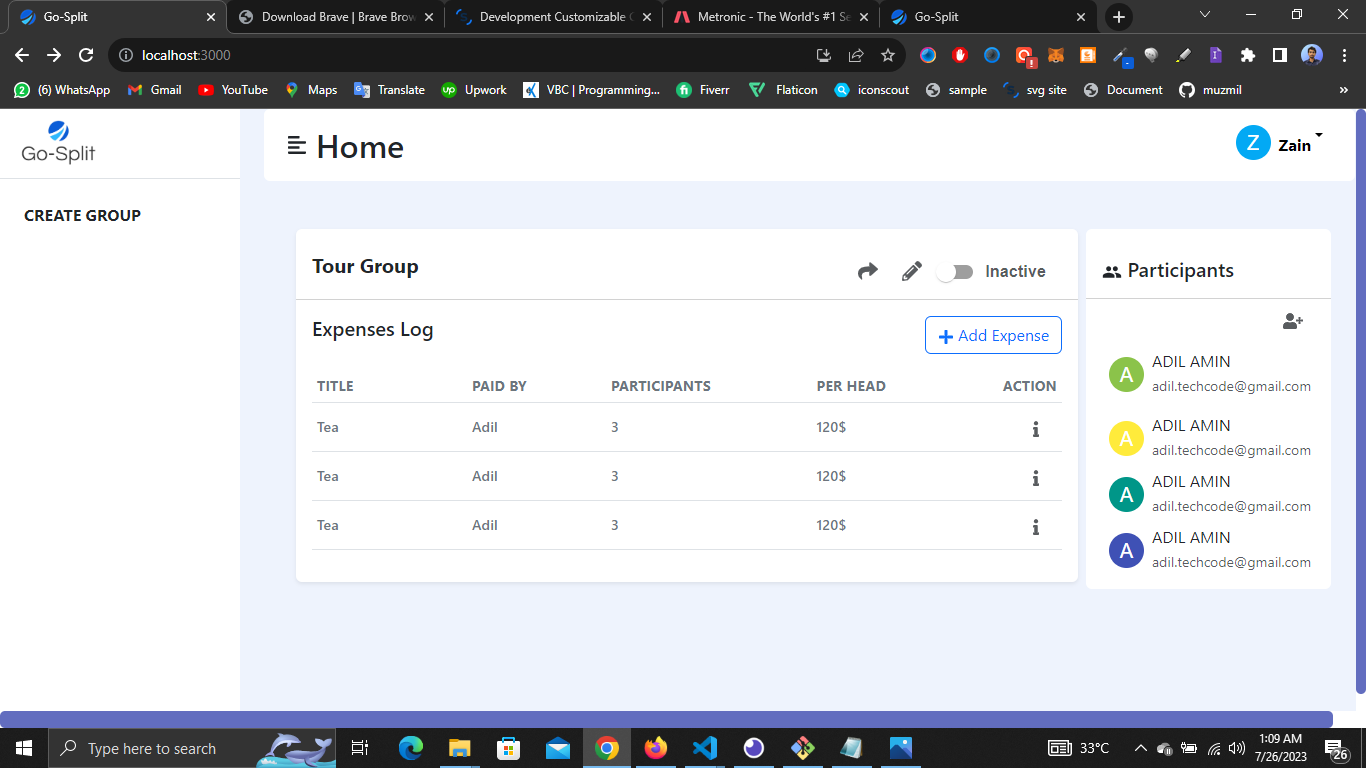 Go-Split
Download Brave | Brave Brow
Development Customizable
Metronic - The World's #1 Se
Go-Split
localhost:3000
(6) WhatsApp
Gmail
YouTube
Maps
Translate
Upwork
VBC | Programming...
Fiverr
Flaticon
iconscout
sample
svg site
Document
muzmil
»
Go-Split
Home
Z
Zain
CREATE GROUP
Tour Group
Inactive
Participants
Expenses Log
Add Expense
TITLE PAID BY PARTICIPANTS PER HEAD ACTION
Tea Adil 3 120$
Tea Adil 3 120$
Tea Adil 3 120$
A
ADIL AMIN
adil.techcode@gmail.com
A
ADIL AMIN
adil.techcode@gmail.com
A
ADIL AMIN
adil.techcode@gmail.com
A
ADIL AMIN
adil.techcode@gmail.com
Type here to search
33°C
1:09 AM
7/26/2023
26